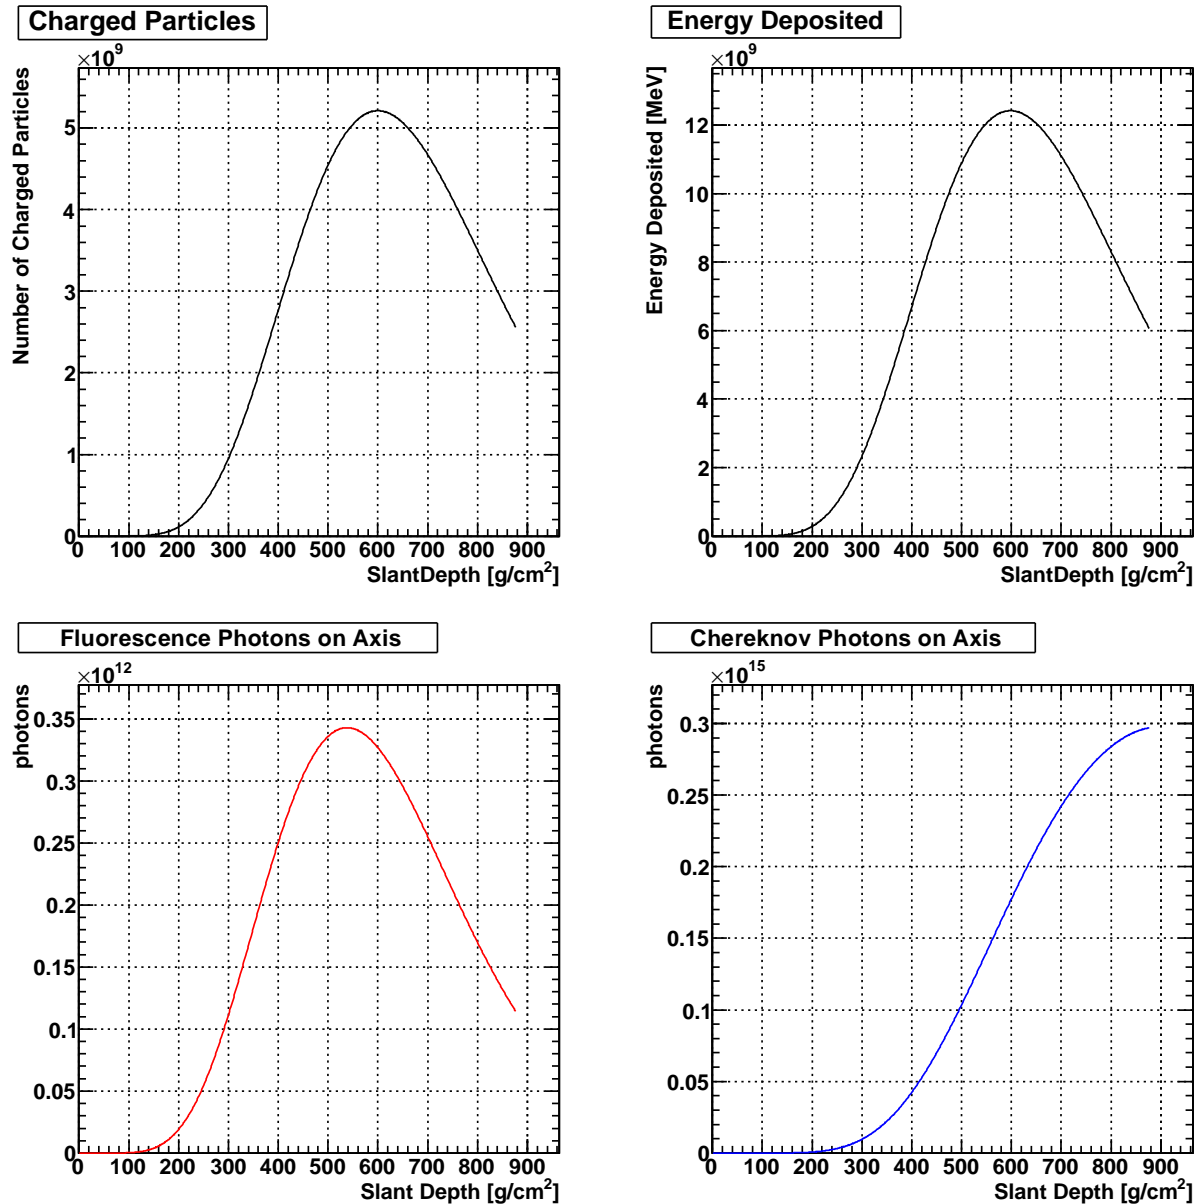 Charged Particles
×10^9
Number of Charged Particles
5
4
3
2
1
0
0 100 200 300 400 500 600 700 800 900
SlantDepth [g/cm^2]
Energy Deposited
×10^9
Energy Deposited [MeV]
12
10
8
6
4
2
0
0 100 200 300 400 500 600 700 800 900
SlantDepth [g/cm^2]
Fluorescence Photons on Axis
×10^12
photons
0.35
0.3
0.25
0.2
0.15
0.1
0.05
0
0 100 200 300 400 500 600 700 800 900
Slant Depth [g/cm^2]
Chereknov Photons on Axis
×10^15
photons
0.3
0.25
0.2
0.15
0.1
0.05
0
0 100 200 300 400 500 600 700 800 900
Slant Depth [g/cm^2]